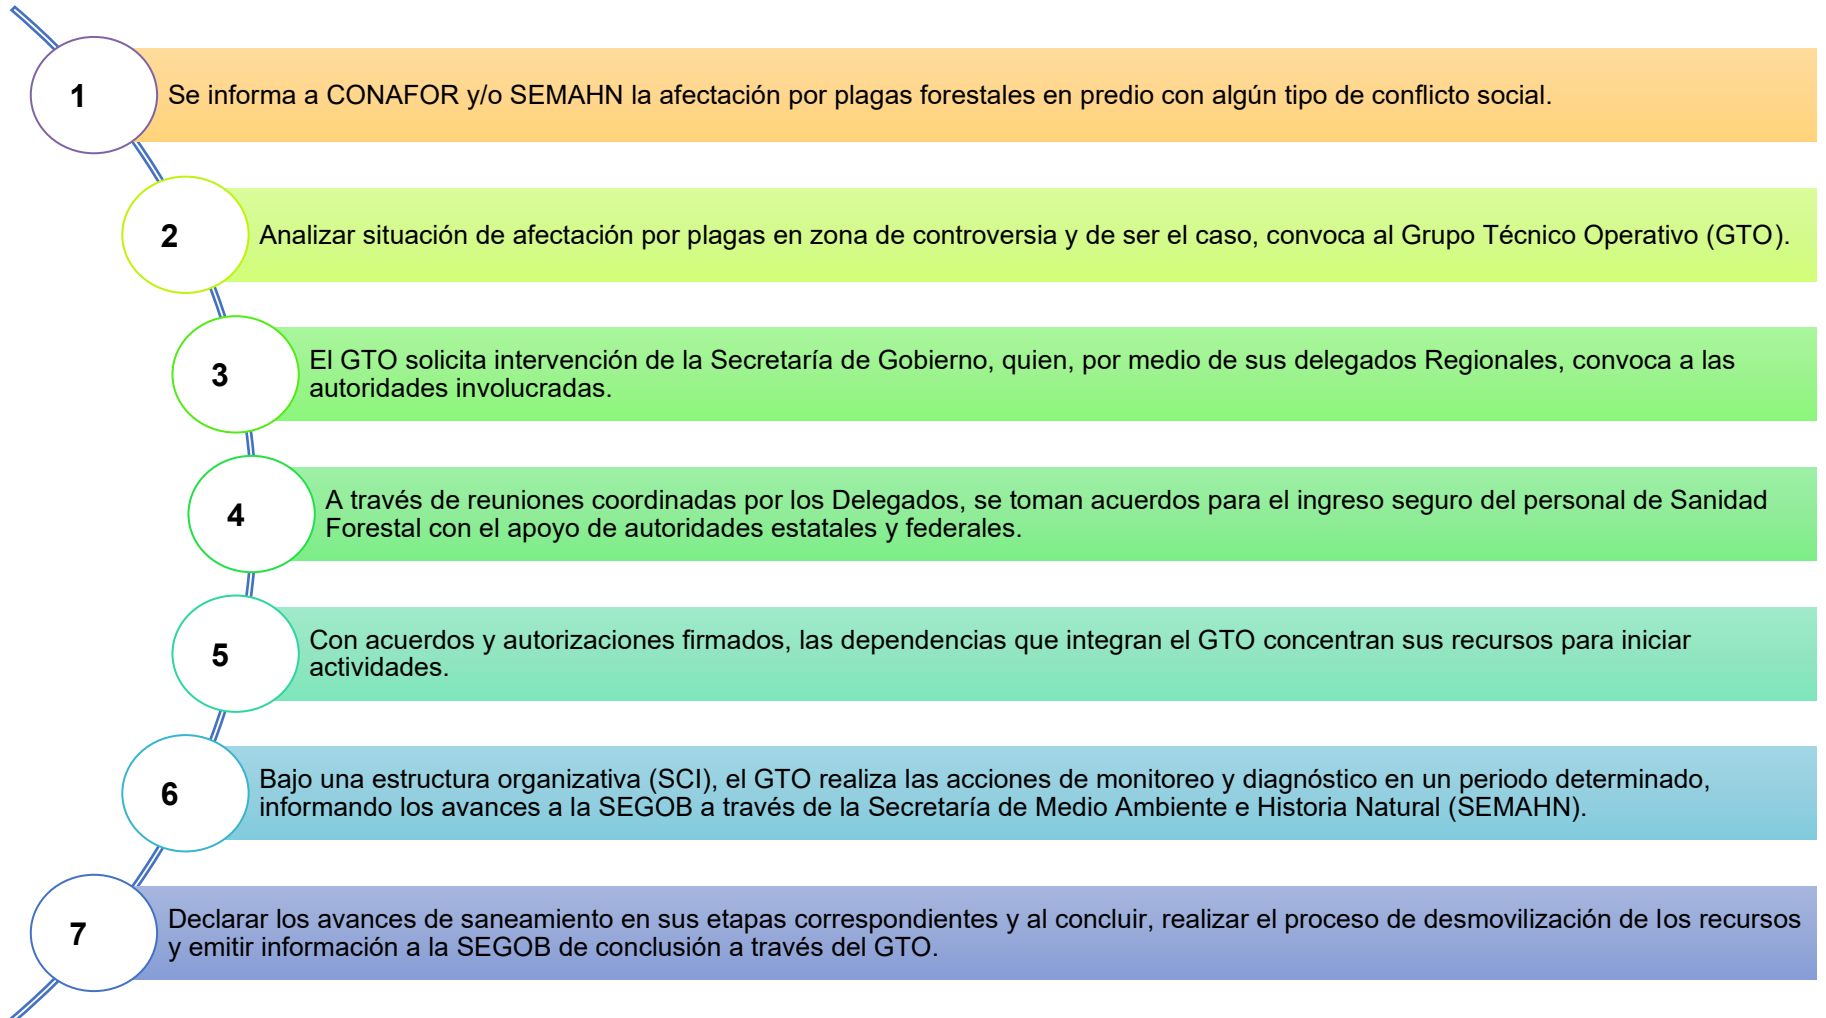 1
Se informa a CONAFOR y/o SEMAHN la afectación por plagas forestales en predio con algún tipo de conflicto social.
2
Analizar situación de afectación por plagas en zona de controversia y de ser el caso, convoca al Grupo Técnico Operativo (GTO).
3
El GTO solicita intervención de la Secretaría de Gobierno, quien, por medio de sus delegados Regionales, convoca a las
autoridades involucradas.
4
A través de reuniones coordinadas por los Delegados, se toman acuerdos para el ingreso seguro del personal de Sanidad
Forestal con el apoyo de autoridades estatales y federales.
5
Con acuerdos y autorizaciones firmados, las dependencias que integran el GTO concentran sus recursos para iniciar
actividades.
6
Bajo una estructura organizativa (SCI), el GTO realiza las acciones de monitoreo y diagnóstico en un periodo determinado,
informando los avances a la SEGOB a través de la Secretaría de Medio Ambiente e Historia Natural (SEMAHN).
7
Declarar los avances de saneamiento en sus etapas correspondientes y al concluir, realizar el proceso de desmovilización de los recursos
y emitir información a la SEGOB de conclusión a través del GTO.